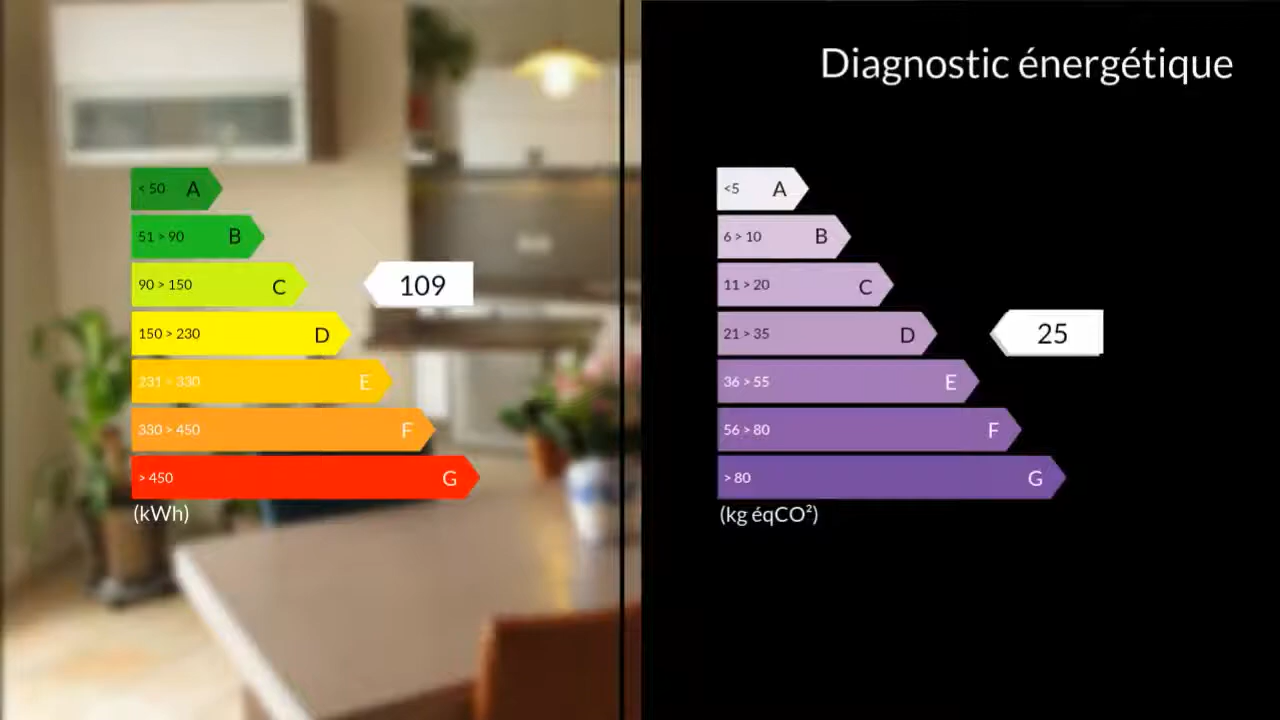 Diagnostic énergétique
< 50 A
51 > 90 B
90 > 150 C
109
150 > 230 D
231 > 330 E
330 > 450 F
> 450 G
(kWh)
<5 A
6 > 10 B
11 > 20 C
21 > 35 D
25
36 > 55 E
56 > 80 F
> 80 G
(kg éqCO²)